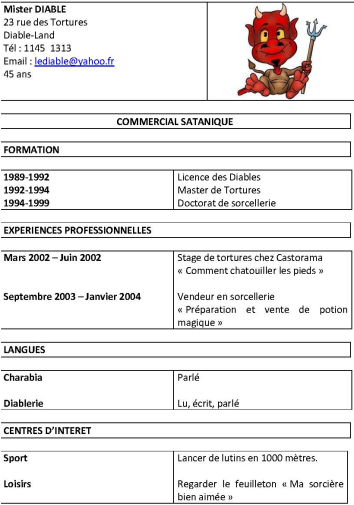 Mister DIABLE
23 rue des Tortures
Diable-Land
Tél : 1145  1313
Email : lediable@yahoo.fr
45 ans
COMMERCIAL SATANIQUE
FORMATION
1989-1992 Licence des Diables
1992-1994 Master de Tortures
1994-1999 Doctorat de sorcellerie
EXPERIENCES PROFESSIONNELLES
Mars 2002 – Juin 2002 Stage de tortures chez Castorama
« Comment chatouiller les pieds »
Septembre 2003 – Janvier 2004 Vendeur en sorcellerie
« Préparation et vente de potion
magique »
LANGUES
Charabia Parlé
Diablerie Lu, écrit, parlé
CENTRES D'INTERET
Sport Lancer de lutins en 1000 mètres.
Loisirs Regarder le feuilleton « Ma sorcière
bien aimée »